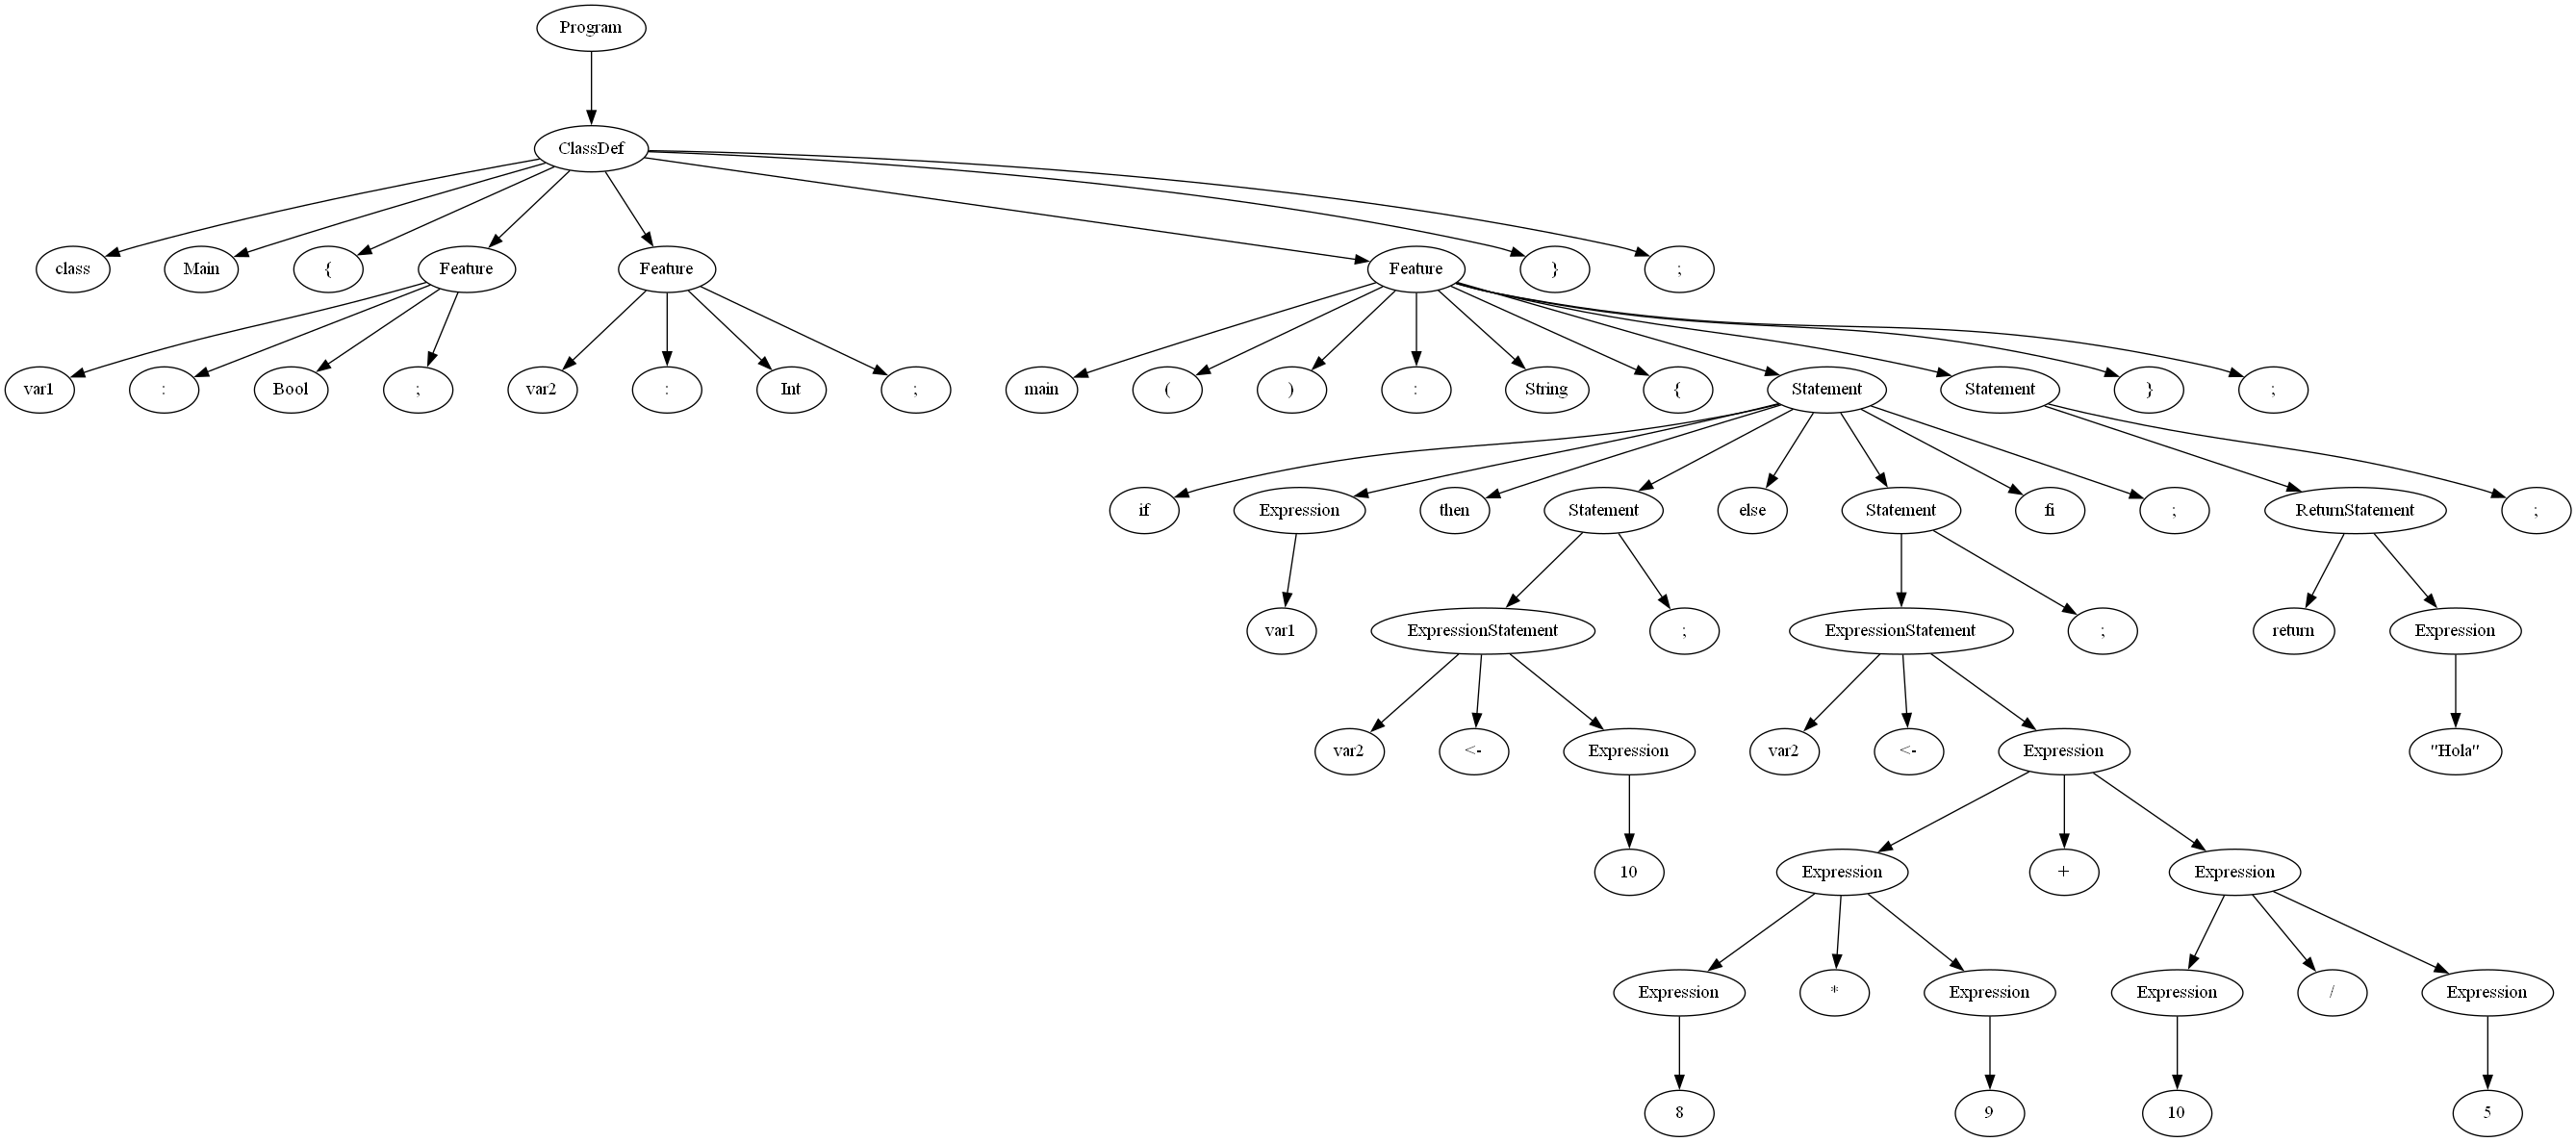 Program
ClassDef
class Main { Feature Feature Feature } ;
var1 : Bool ; var2 : Int ; main ( ) : String { Statement Statement } ;
if Expression then Statement else Statement fi ; ReturnStatement ;
var1 ExpressionStatement ; ExpressionStatement ; return Expression
var2 <- Expression var2 <- Expression "Hola"
10 Expression + Expression
Expression * Expression Expression / Expression
8 9 10 5